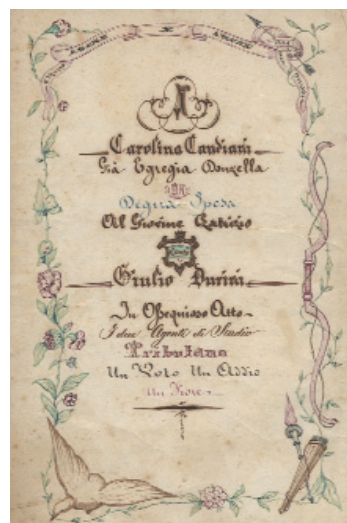 A
Carolina Candiani
Già Egregia Donzella
Or
Degna Sposa
Al Giovine
Giulio Durini
In Ossequioso Atto
I due Agenti di Studio
Tributano
Un Voto Un Addio
Un Fiore